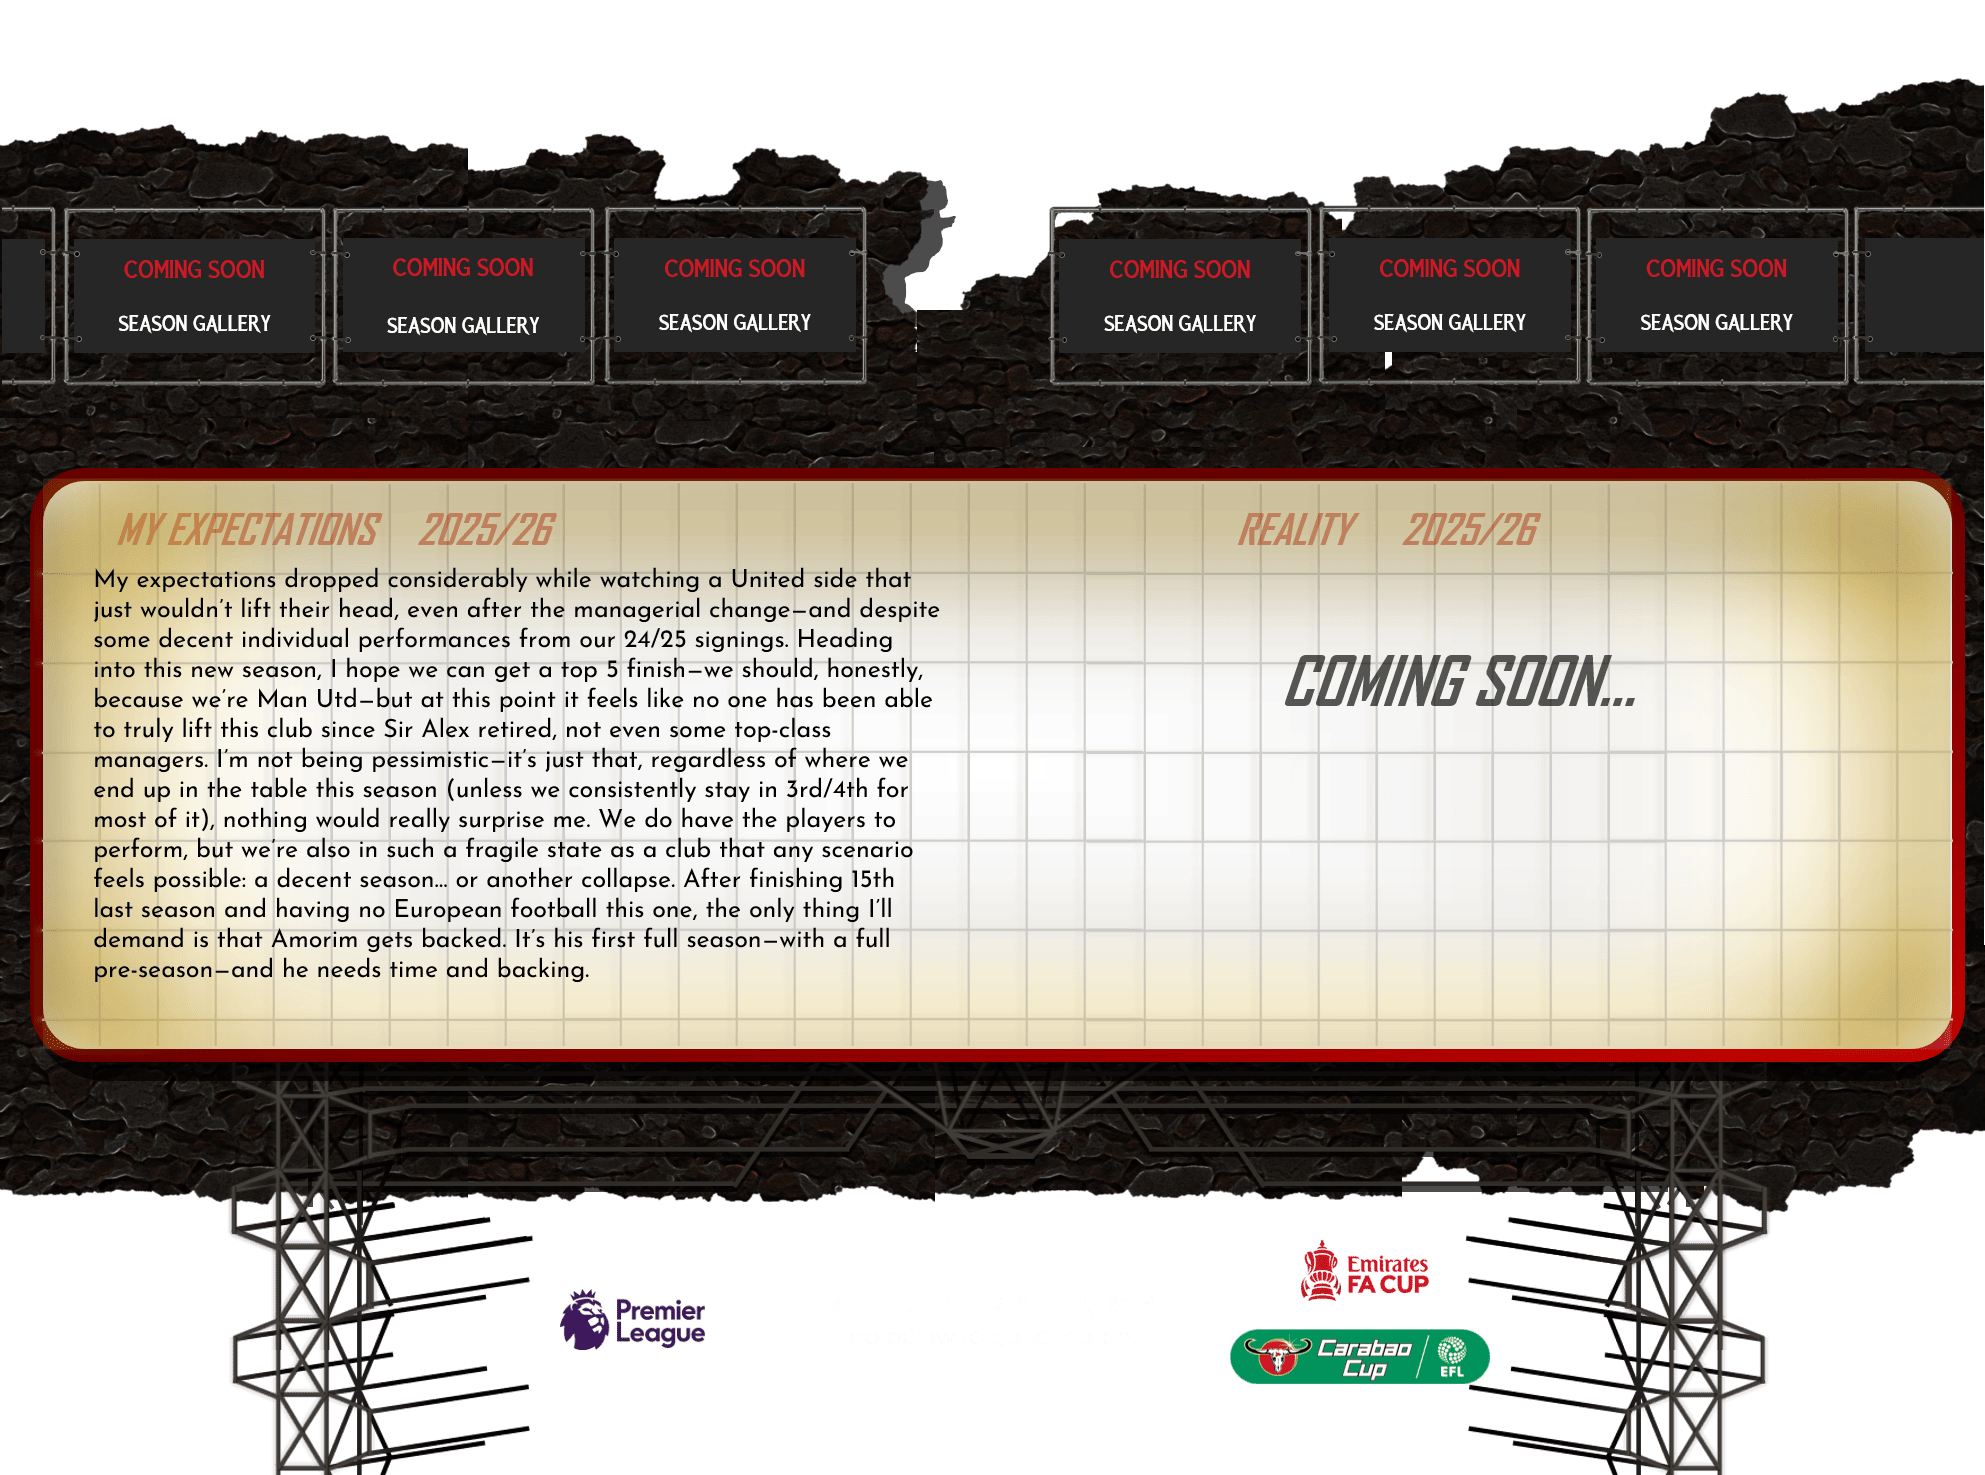 COMING SOON
SEASON GALLERY
COMING SOON
SEASON GALLERY
COMING SOON
SEASON GALLERY
COMING SOON
SEASON GALLERY
COMING SOON
SEASON GALLERY
COMING SOON
SEASON GALLERY
MY EXPECTATIONS 2025/26
My expectations dropped considerably while watching a United side that
just wouldn't lift their head, even after the managerial change—and despite
some decent individual performances from our 24/25 signings. Heading
into this new season, I hope we can get a top 5 finish—we should, honestly,
because we're Man Utd—but at this point it feels like no one has been able
to truly lift this club since Sir Alex retired, not even some top-class
managers. I'm not being pessimistic—it's just that, regardless of where we
end up in the table this season (unless we consistently stay in 3rd/4th for
most of it), nothing would really surprise me. We do have the players to
perform, but we're also in such a fragile state as a club that any scenario
feels possible: a decent season... or another collapse. After finishing 15th
last season and having no European football this one, the only thing I'll
demand is that Amorim gets backed. It's his first full season—with a full
pre-season—and he needs time and backing.
REALITY 2025/26
COMING SOON...
Premier
League
Emirates
FA CUP
Carabao
Cup
EFL